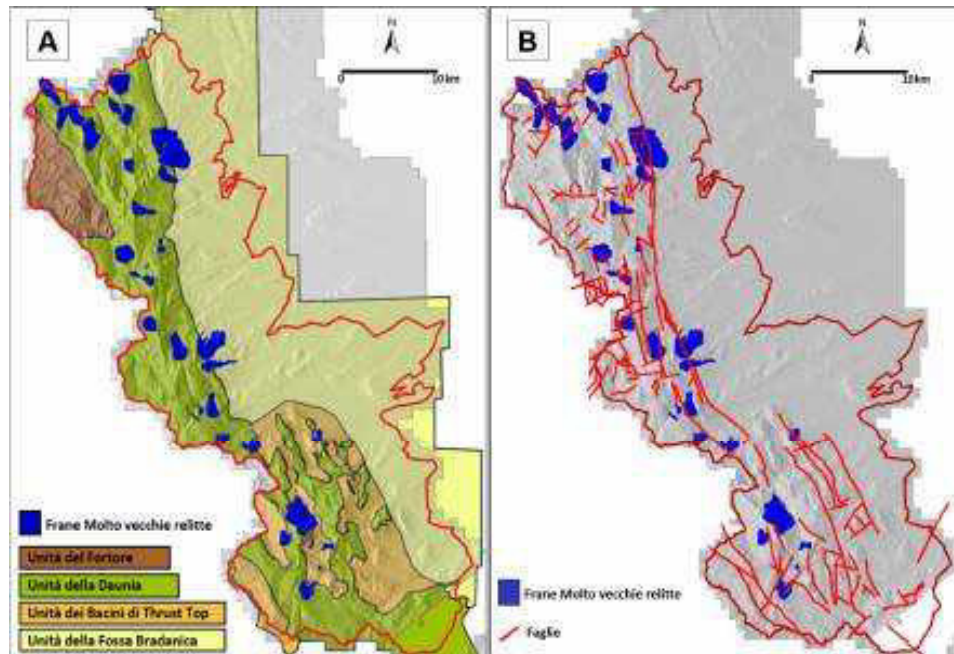 A
N
0 10km
Frane Molto vecchie relitte
Unità del Fortore
Unità della Daunia
Unità dei Bacini di Thrust Top
Unità della Fossa Bradanica
B
N
0 10km
Frane Molto vecchie relitte
Faglie